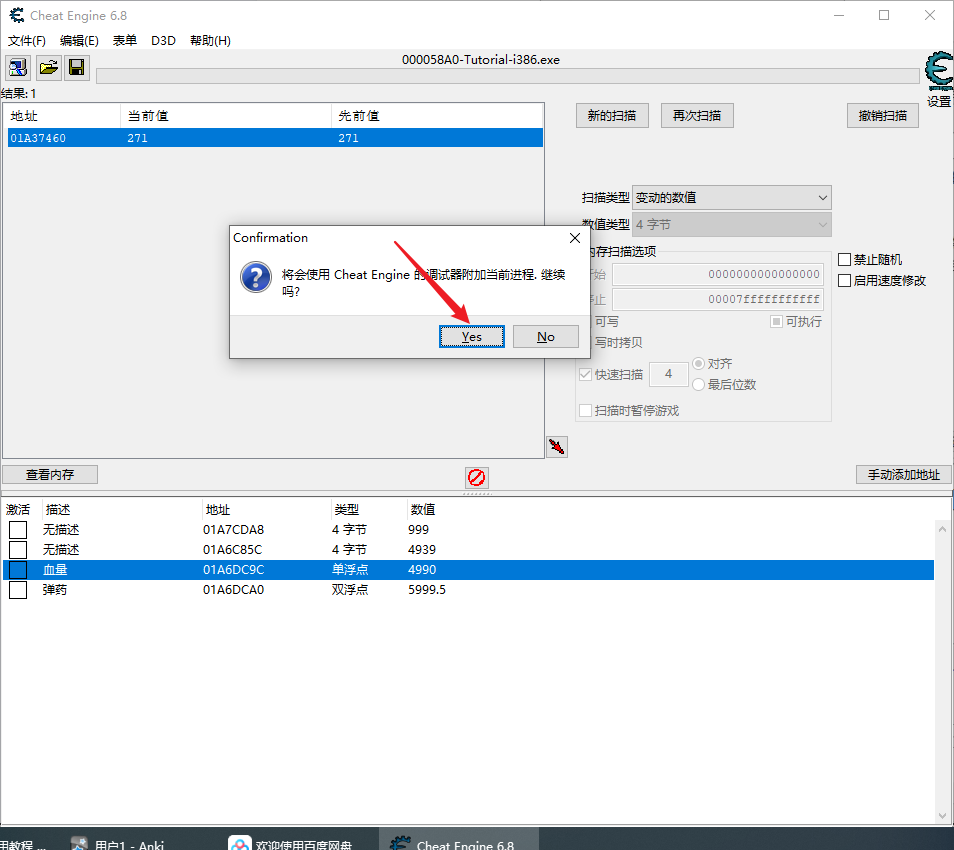 Cheat Engine 6.8
文件(F) 编辑(E) 表单 D3D 帮助(H)
000058A0-Tutorial-i386.exe
结果: 1
设置
地址 当前值 先前值
01A37460 271 271
新的扫描 再次扫描 撤销扫描
扫描类型 变动的数值
数值类型 4 字节
Confirmation
将会使用 Cheat Engine 的调试器附加当前进程. 继续
吗?
Yes No
内存扫描选项
始 0000000000000000
止 00007fffffffffff
可写 可执行
写时拷贝
快速扫描 4 对齐
最后位数
扫描时暂停游戏
禁止随机
启用速度修改
查看内存 手动添加地址
激活 描述 地址 类型 数值
无描述 01A7CDA8 4 字节 999
无描述 01A6C85C 4 字节 4939
血量 01A6DC9C 单浮点 4990
弹药 01A6DCA0 双浮点 5999.5
用教程 ... 用户1 - Anki 欢迎使用百度网盘 Cheat Engine 6.8